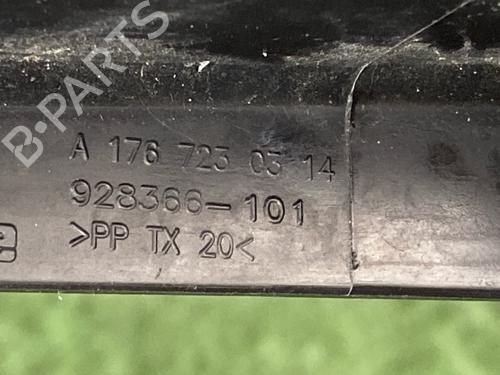 B-PARTS
A 176 723 03 14
928366-101
>PP TX 20<